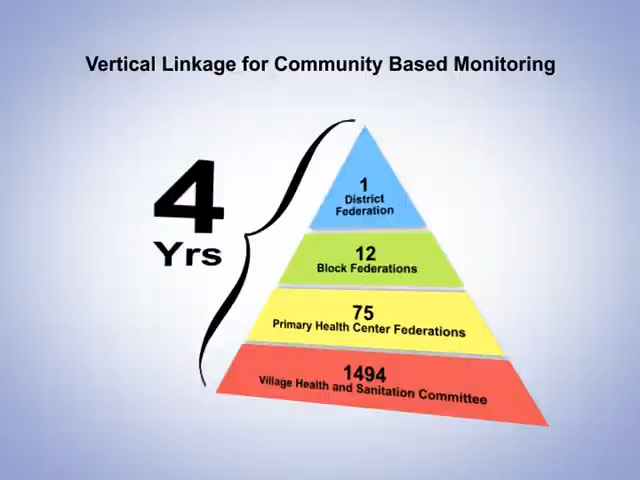 Vertical Linkage for Community Based Monitoring
4
Yrs
1
District
Federation
12
Block Federations
75
Primary Health Center Federations
1494
Village Health and Sanitation Committee